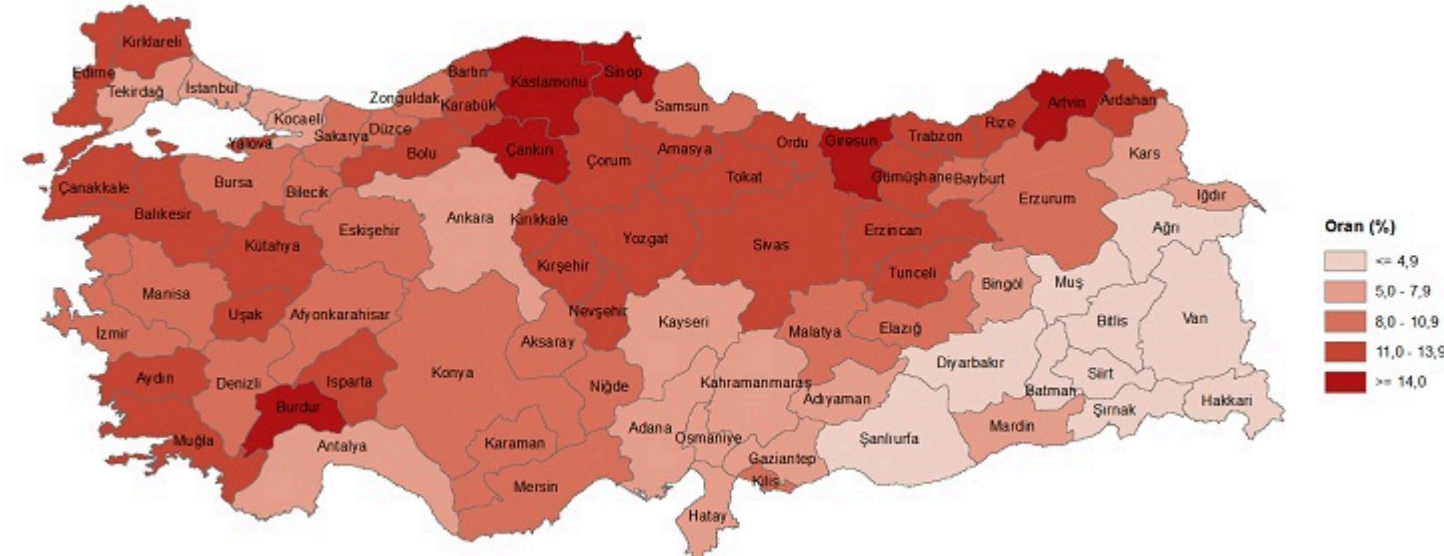 Kırklareli
Edirne
Tekirdağ
İstanbul
Kocaeli
Yalova
Sakarya
Düzce
Zonguldak
Bartın
Karabük
Kastamonu
Sinop
Samsun
Bolu
Çankırı
Çorum
Amasya
Tokat
Ordu
Giresun
Trabzon
Rize
Artvin
Ardahan
Gümüşhane
Bayburt
Erzurum
Kars
Iğdır
Ağrı
Çanakkale
Balıkesir
Bursa
Bilecik
Kütahya
Eskişehir
Ankara
Kırıkkale
Kırşehir
Yozgat
Sivas
Erzincan
Tunceli
Bingöl
Muş
Bitlis
Van
Manisa
İzmir
Uşak
Afyonkarahisar
Aydın
Denizli
Isparta
Burdur
Muğla
Antalya
Konya
Aksaray
Nevşehir
Niğde
Kayseri
Karaman
Mersin
Adana
Kahramanmaraş
Osmaniye
Hatay
Malatya
Elazığ
Adıyaman
Gaziantep
Kilis
Şanlıurfa
Diyarbakır
Mardin
Batman
Siirt
Şırnak
Hakkari
Oran (%)
<= 4,9
5,0 - 7,9
8,0 - 10,9
11,0 - 13,9
>= 14,0